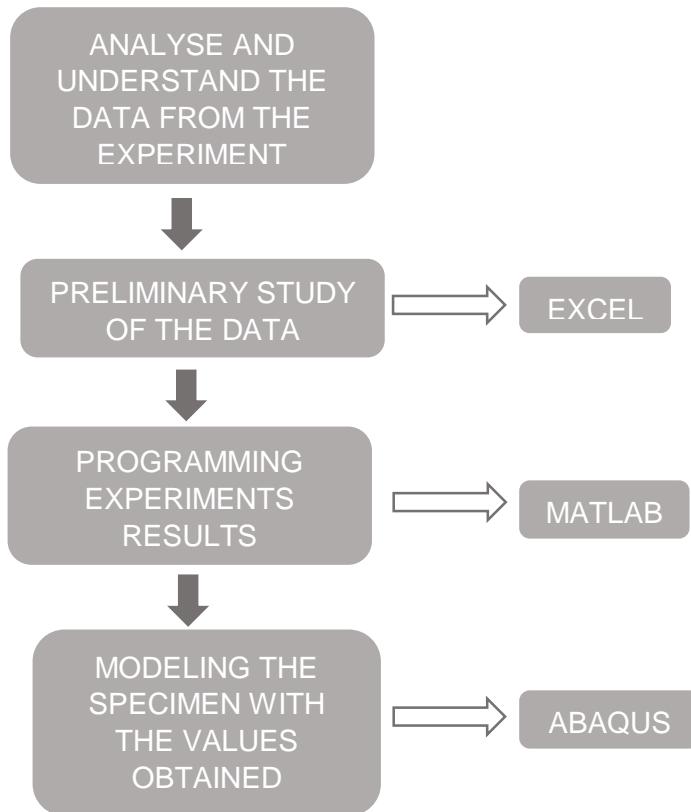 ANALYSE AND
UNDERSTAND THE
DATA FROM THE
EXPERIMENT
PRELIMINARY STUDY
OF THE DATA
EXCEL
PROGRAMMING
EXPERIMENTS
RESULTS
MATLAB
MODELING THE
SPECIMEN WITH
THE VALUES
OBTAINED
ABAQUS